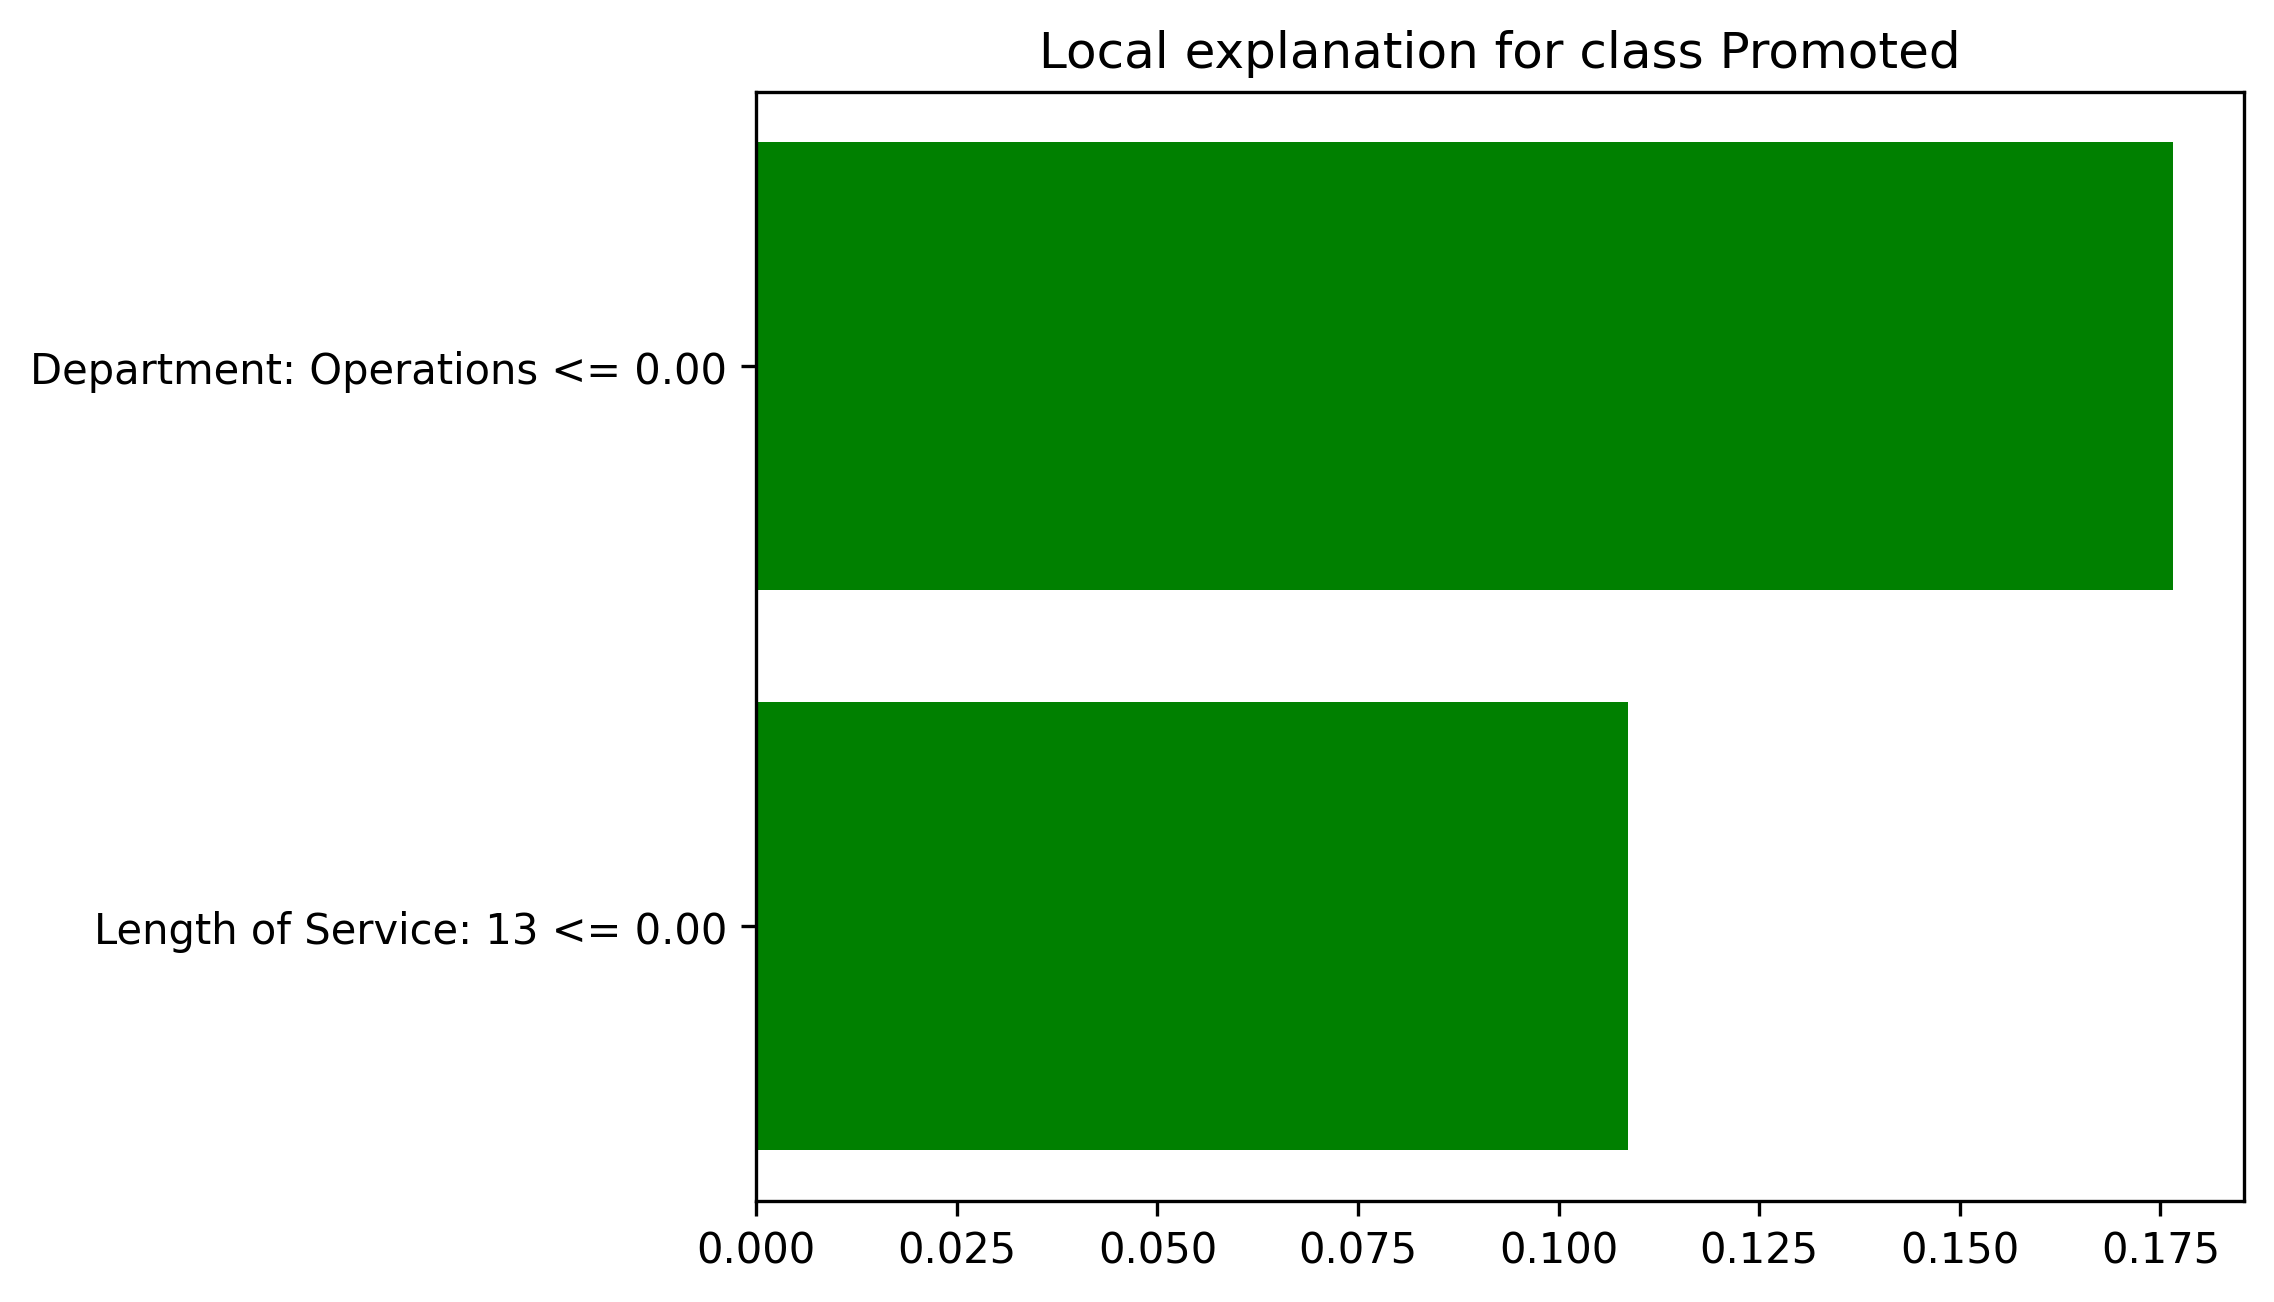 Local explanation for class Promoted
Department: Operations <= 0.00
Length of Service: 13 <= 0.00
0.000 0.025 0.050 0.075 0.100 0.125 0.150 0.175